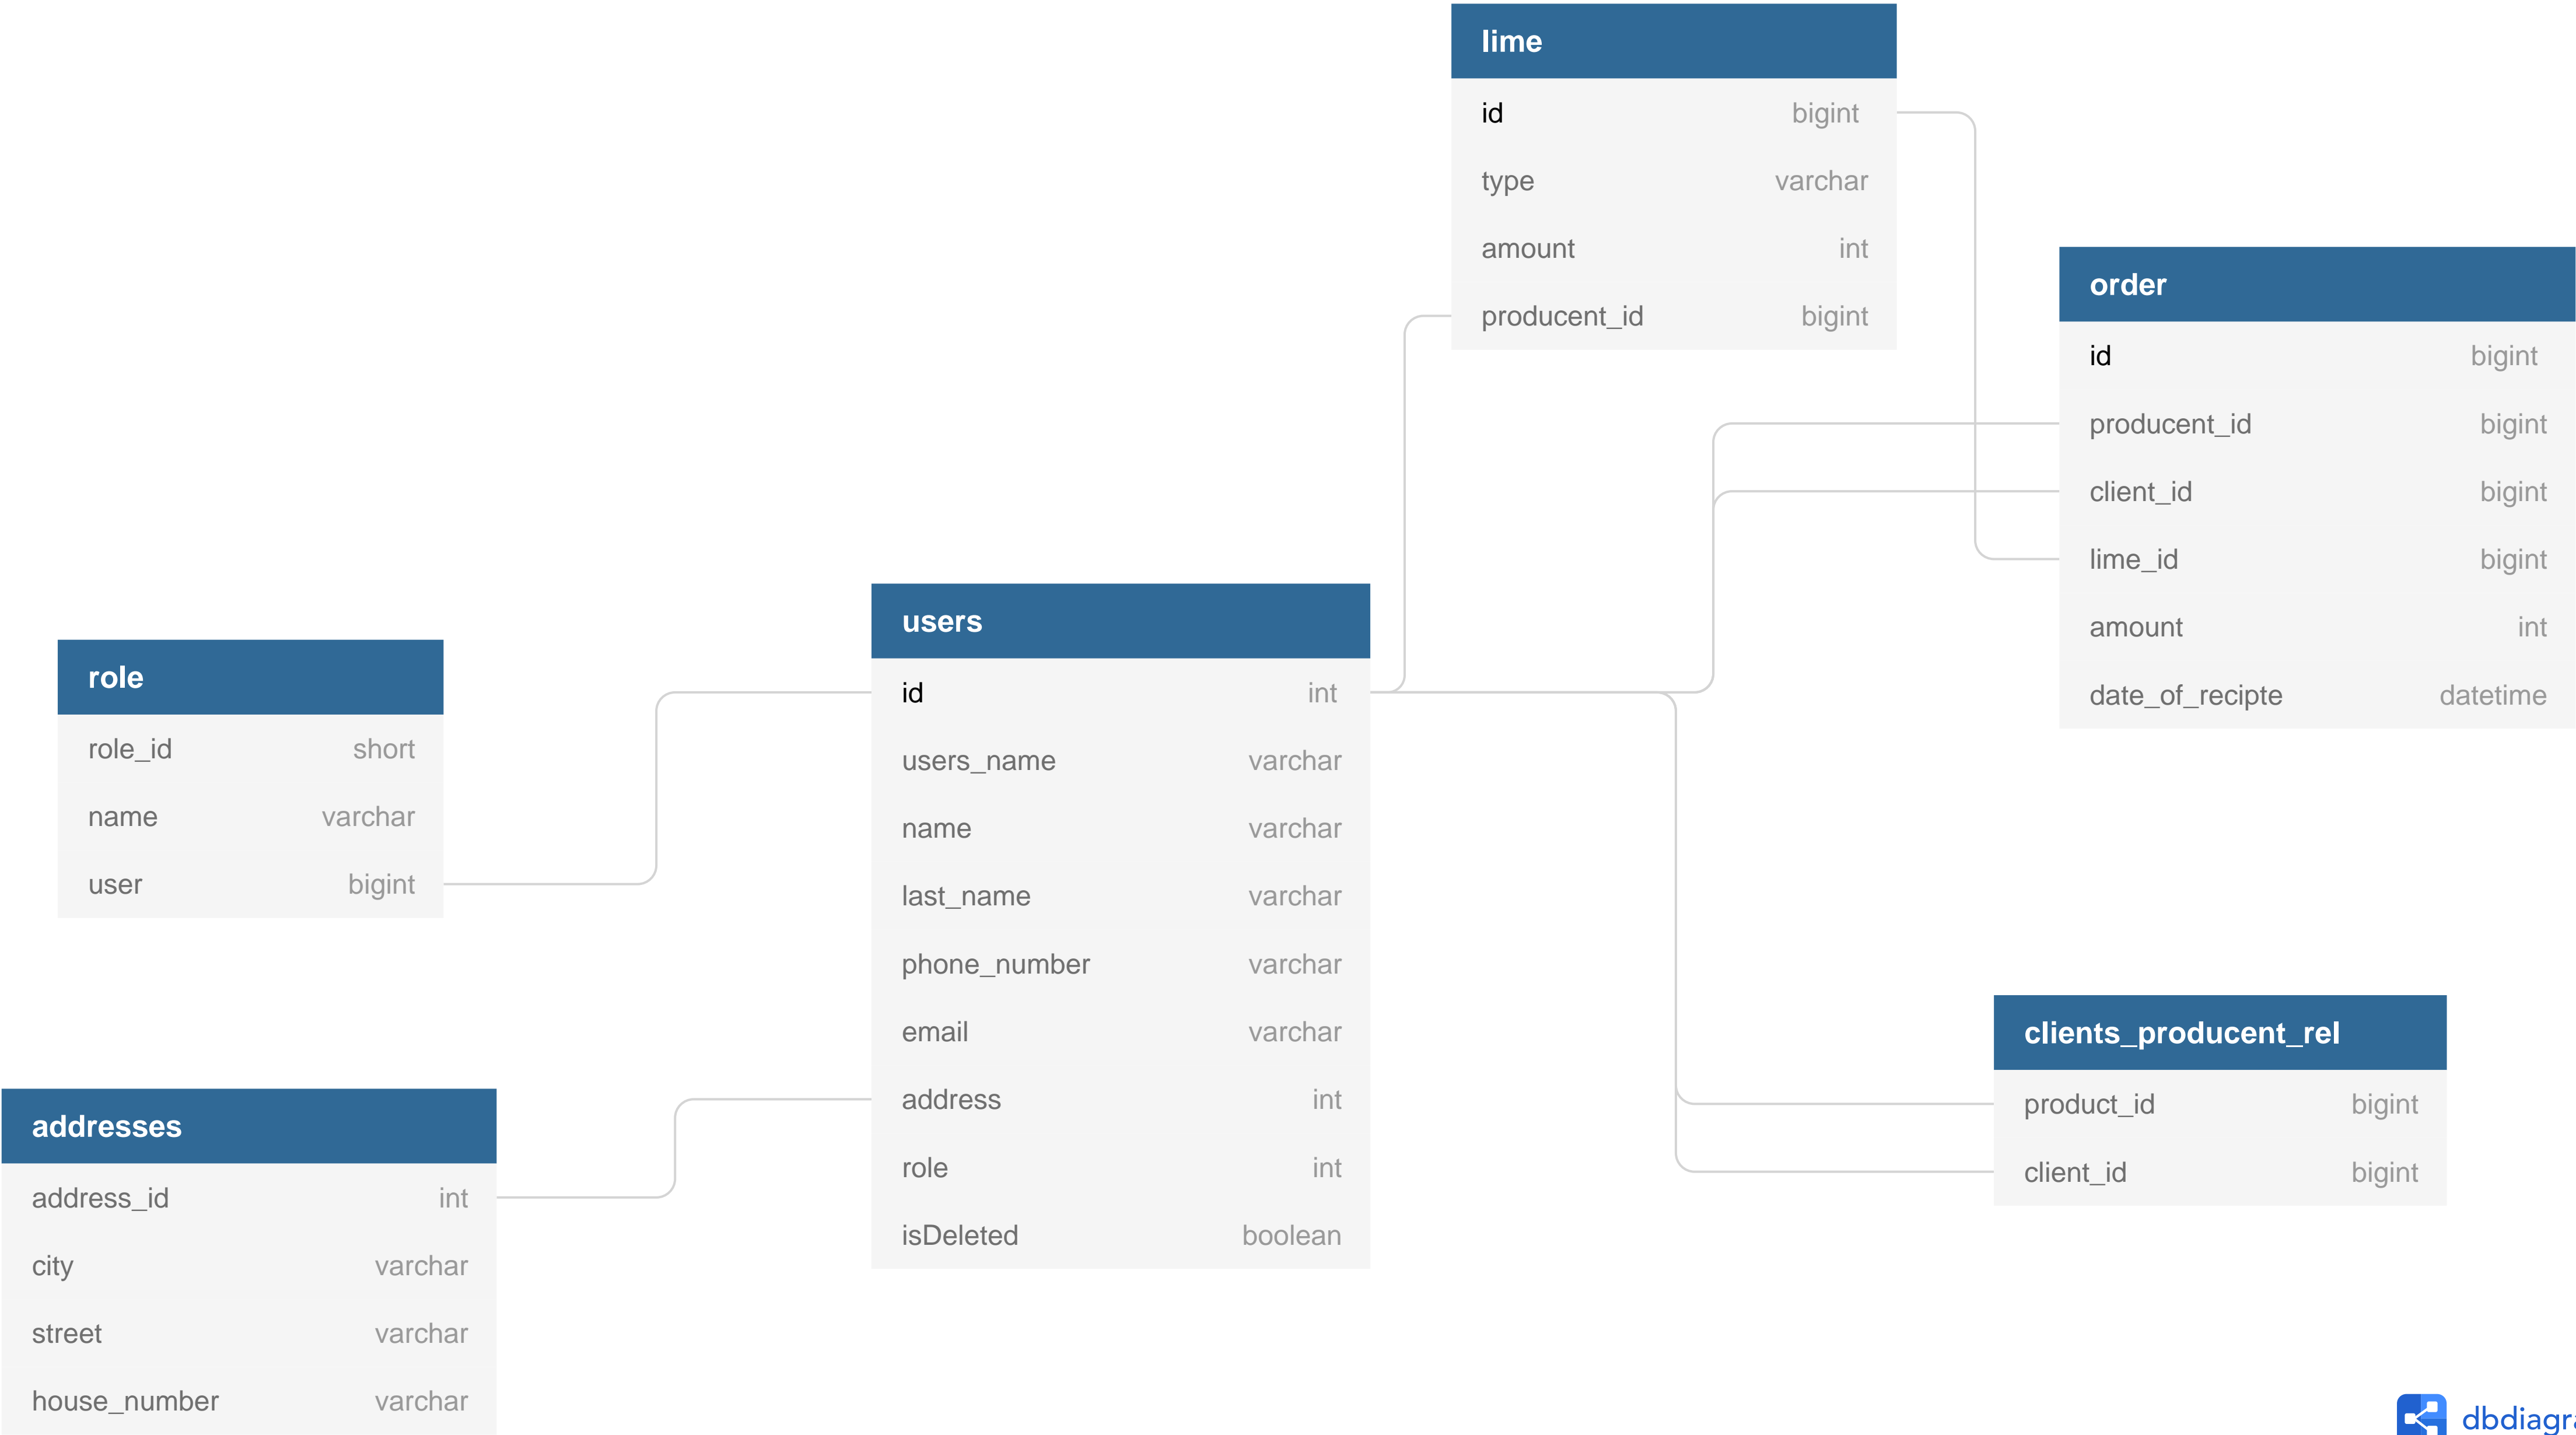 lime
id bigint
type varchar
amount int
producent_id bigint
order
id bigint
producent_id bigint
client_id bigint
lime_id bigint
amount int
date_of_recipte datetime
users
id int
users_name varchar
name varchar
last_name varchar
phone_number varchar
email varchar
address int
role int
isDeleted boolean
role
role_id short
name varchar
user bigint
clients_producent_rel
product_id bigint
client_id bigint
addresses
address_id int
city varchar
street varchar
house_number varchar